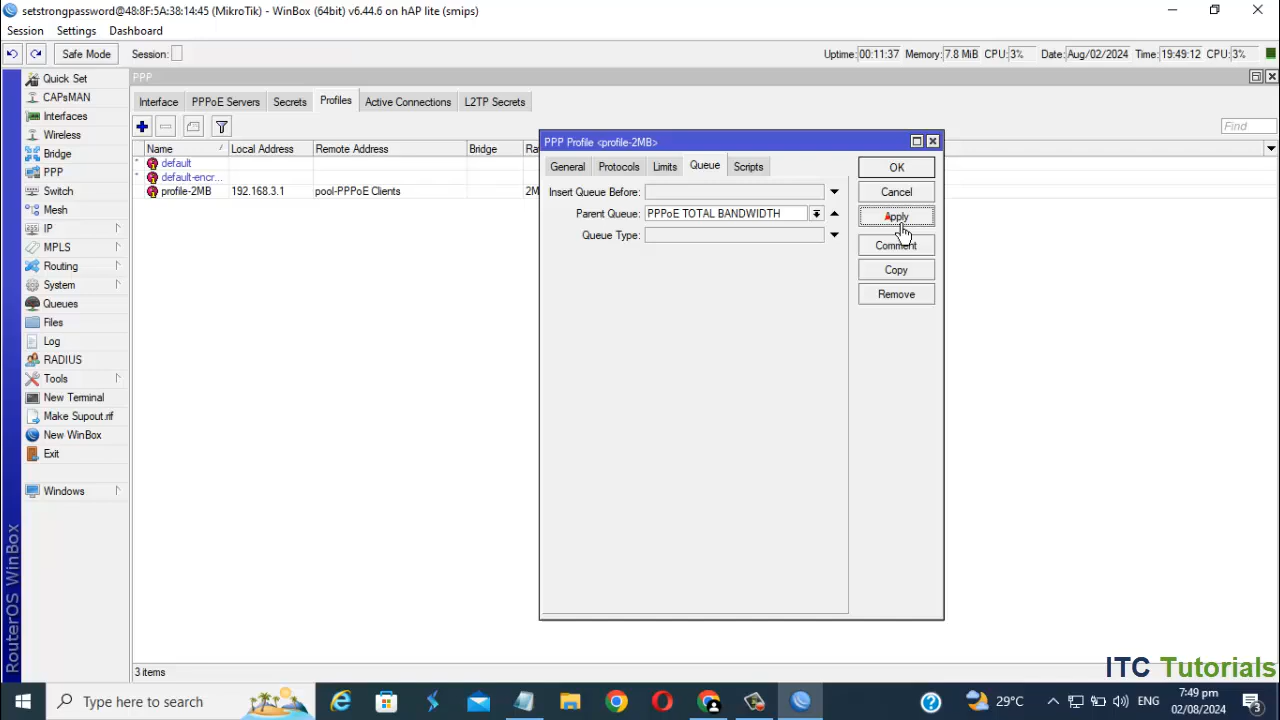 setstrongpassword@48:8F:5A:38:14:45 (MikroTik) - WinBox (64bit) v6.44.6 on hAP lite (smips)
Session Settings Dashboard
Safe Mode Session: Uptime: 00:11:37 Memory: 7.8 MiB CPU: 3% Date: Aug/02/2024 Time: 19:49:12 CPU: 3%
Quick Set
CAPsMAN
Interfaces
Wireless
Bridge
PPP
Switch
Mesh
IP
MPLS
Routing
System
Queues
Files
Log
RADIUS
Tools
New Terminal
Make Supout.rif
New WinBox
Exit
Windows
RouterOS WinBox
PPP
Interface PPPoE Servers Secrets Profiles Active Connections L2TP Secrets
Find
Name / Local Address Remote Address Bridge Ra
* default
* default-encr...
profile-2MB 192.168.3.1 pool-PPPoE Clients 2M
3 items
PPP Profile <profile-2MB>
General Protocols Limits Queue Scripts
Insert Queue Before:
Parent Queue: PPPoE TOTAL BANDWIDTH
Queue Type:
OK
Cancel
Apply
Comment
Copy
Remove
ITC Tutorials
Type here to search
29°C
ENG
7:49 pm
02/08/2024
3